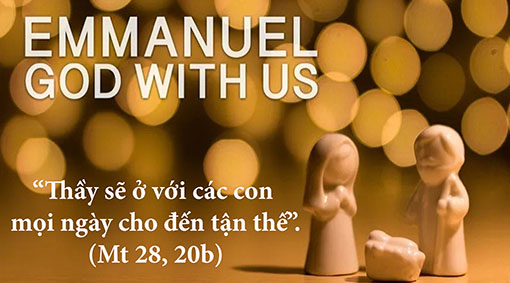 EMMANUEL
GOD WITH US
“Thầy sẽ ở với các con
mọi ngày cho đến tận thế”.
(Mt 28, 20b)